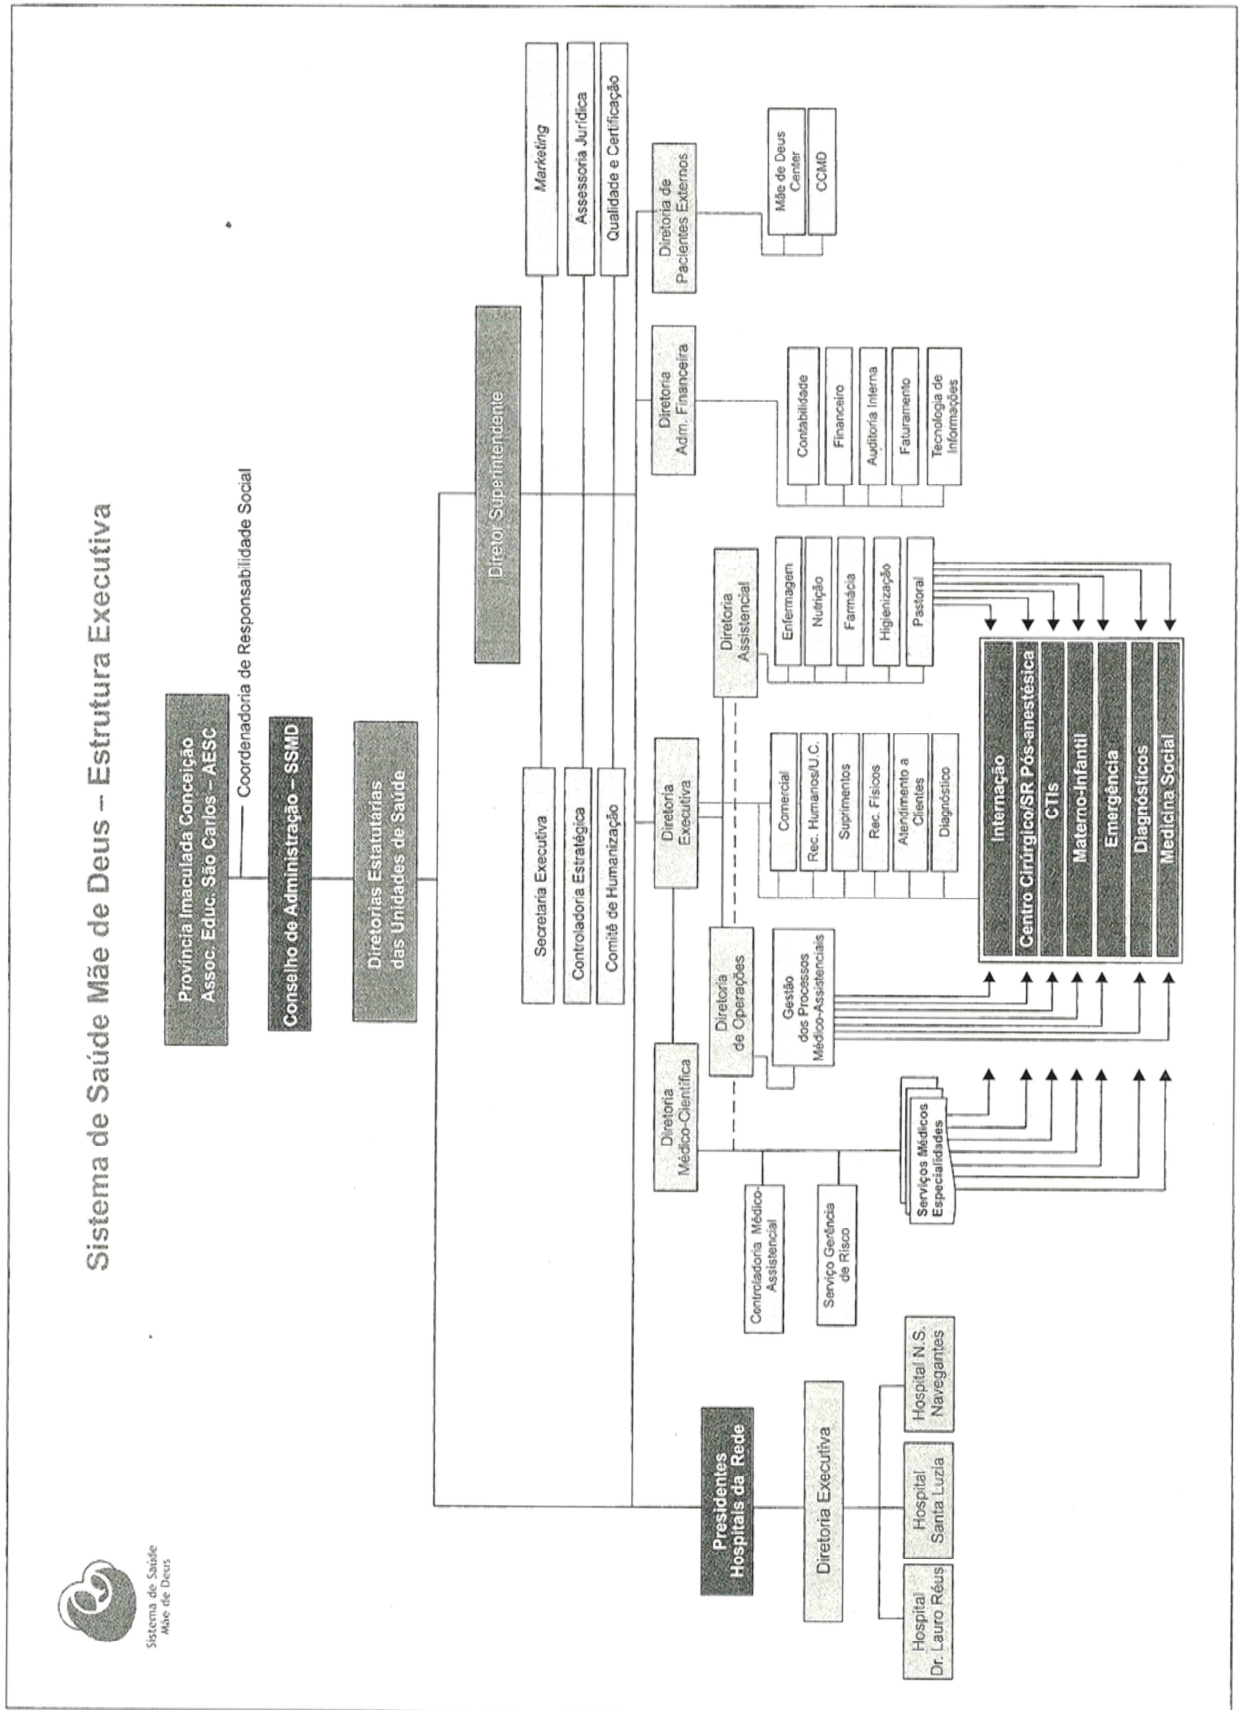 Sistema de Saúde
Mãe de Deus
Sistema de Saúde Mãe de Deus – Estrutura Executiva
Província Imaculada Conceição
Assoc. Educ. São Carlos – AESC
Coordenadoria de Responsabilidade Social
Conselho de Administração – SSMD
Diretorias Estatutárias
das Unidades de Saúde
Diretor Superintendente
Secretaria Executiva
Marketing
Controladoria Estratégica
Assessoria Jurídica
Comitê de Humanização
Qualidade e Certificação
Presidentes
Hospitais da Rede
Diretoria Executiva
Hospital
Dr. Lauro Réus
Hospital
Santa Luzia
Hospital N.S.
Navegantes
Diretoria
Médico-Científica
Controladoria Médico-
Assistencial
Serviço Gerência
de Risco
Serviços Médicos
Especialidades
Diretoria
Executiva
Diretoria
de Operações
Gestão
dos Processos
Médico-Assistenciais
Comercial
Rec. Humanos/U.C.
Suprimentos
Rec. Físicos
Atendimento a
Clientes
Diagnóstico
Diretoria
Assistencial
Enfermagem
Nutrição
Farmácia
Higienização
Pastoral
Diretoria
Adm. Financeira
Contabilidade
Financeiro
Auditoria Interna
Faturamento
Tecnologia de
Informações
Diretoria de
Pacientes Externos
Mãe de Deus
Center
CCMD
Internação
Centro Cirúrgico/SR Pós-anestésica
CTIs
Materno-Infantil
Emergência
Diagnósticos
Medicina Social